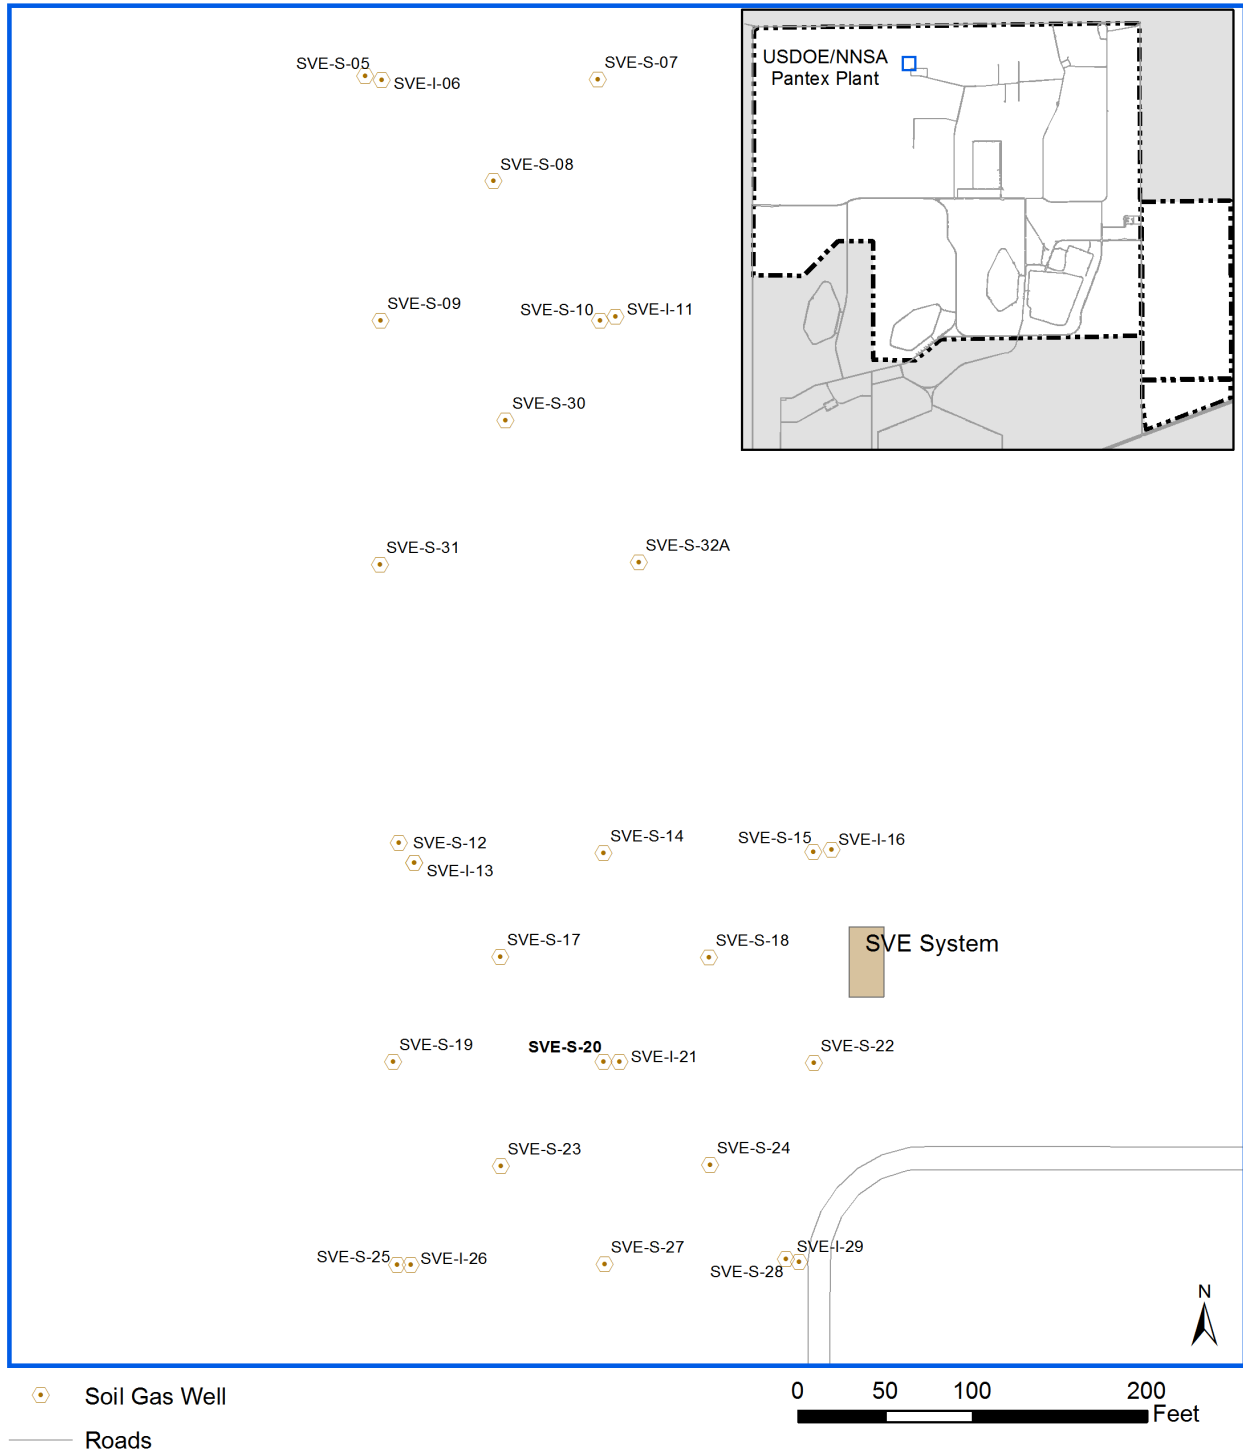 USDOE/NNSA
Pantex Plant
SVE-S-05
SVE-I-06
SVE-S-07
SVE-S-08
SVE-S-09
SVE-S-10
SVE-I-11
SVE-S-30
SVE-S-31
SVE-S-32A
SVE-S-12
SVE-I-13
SVE-S-14
SVE-S-15
SVE-I-16
SVE-S-17
SVE-S-18
SVE System
SVE-S-19
SVE-S-20
SVE-I-21
SVE-S-22
SVE-S-23
SVE-S-24
SVE-S-25
SVE-I-26
SVE-S-27
SVE-I-29
SVE-S-28
N
Soil Gas Well
Roads
0 50 100 200
Feet